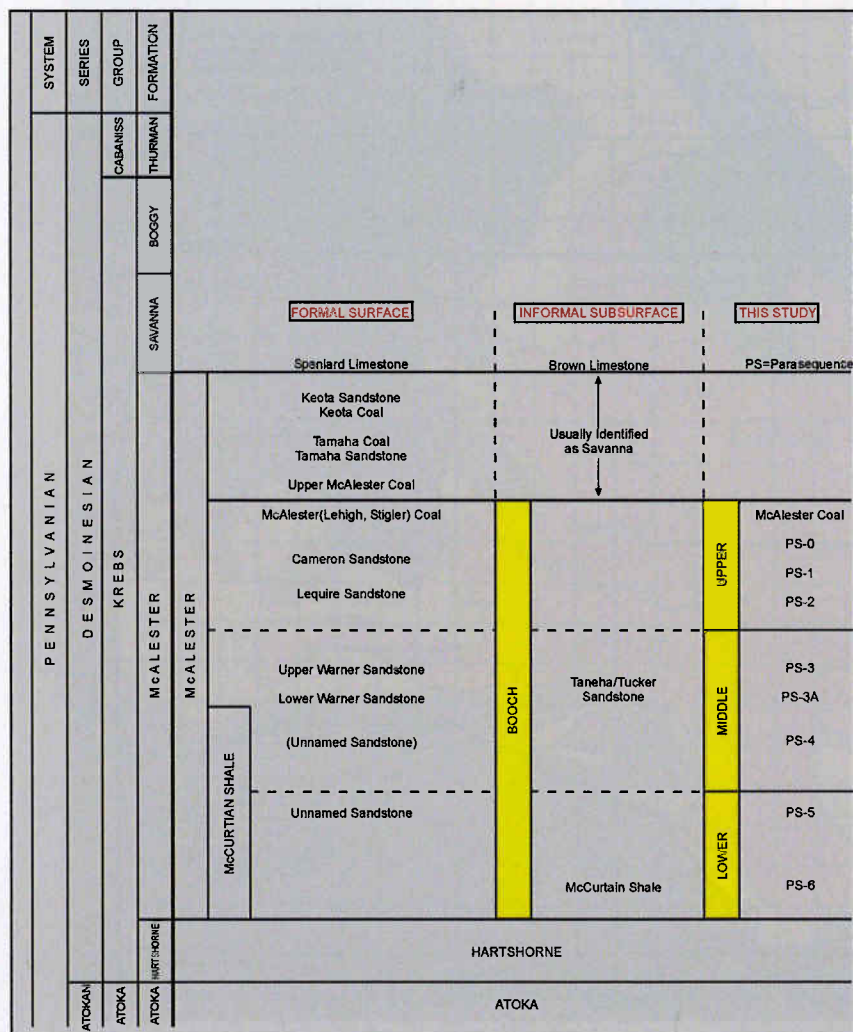 SYSTEM
SERIES
GROUP
FORMATION
CABANISS
THURMAN
BOGGY
SAVANNA
FORMAL SURFACE
INFORMAL SUBSURFACE
THIS STUDY
Spaniard Limestone
Brown Limestone
PS=Parasequence
Keota Sandstone
Keota Coal
Usually Identified
as Savanna
Tamaha Coal
Tamaha Sandstone
Upper McAlester Coal
PENNSYLVANIAN
DESMOINESIAN
KREBS
McALESTER
McALESTER
McAlester(Lehigh, Stigler) Coal
McAlester Coal
Cameron Sandstone
PS-0
PS-1
Lequire Sandstone
PS-2
UPPER
BOOCH
Upper Warner Sandstone
Taneha/Tucker
Sandstone
PS-3
Lower Warner Sandstone
PS-3A
MIDDLE
(Unnamed Sandstone)
PS-4
McCURTIAN SHALE
Unnamed Sandstone
PS-5
LOWER
McCurtain Shale
PS-6
HARTSHORNE
HARTSHORNE
ATOKAN
ATOKA
ATOKA
ATOKA